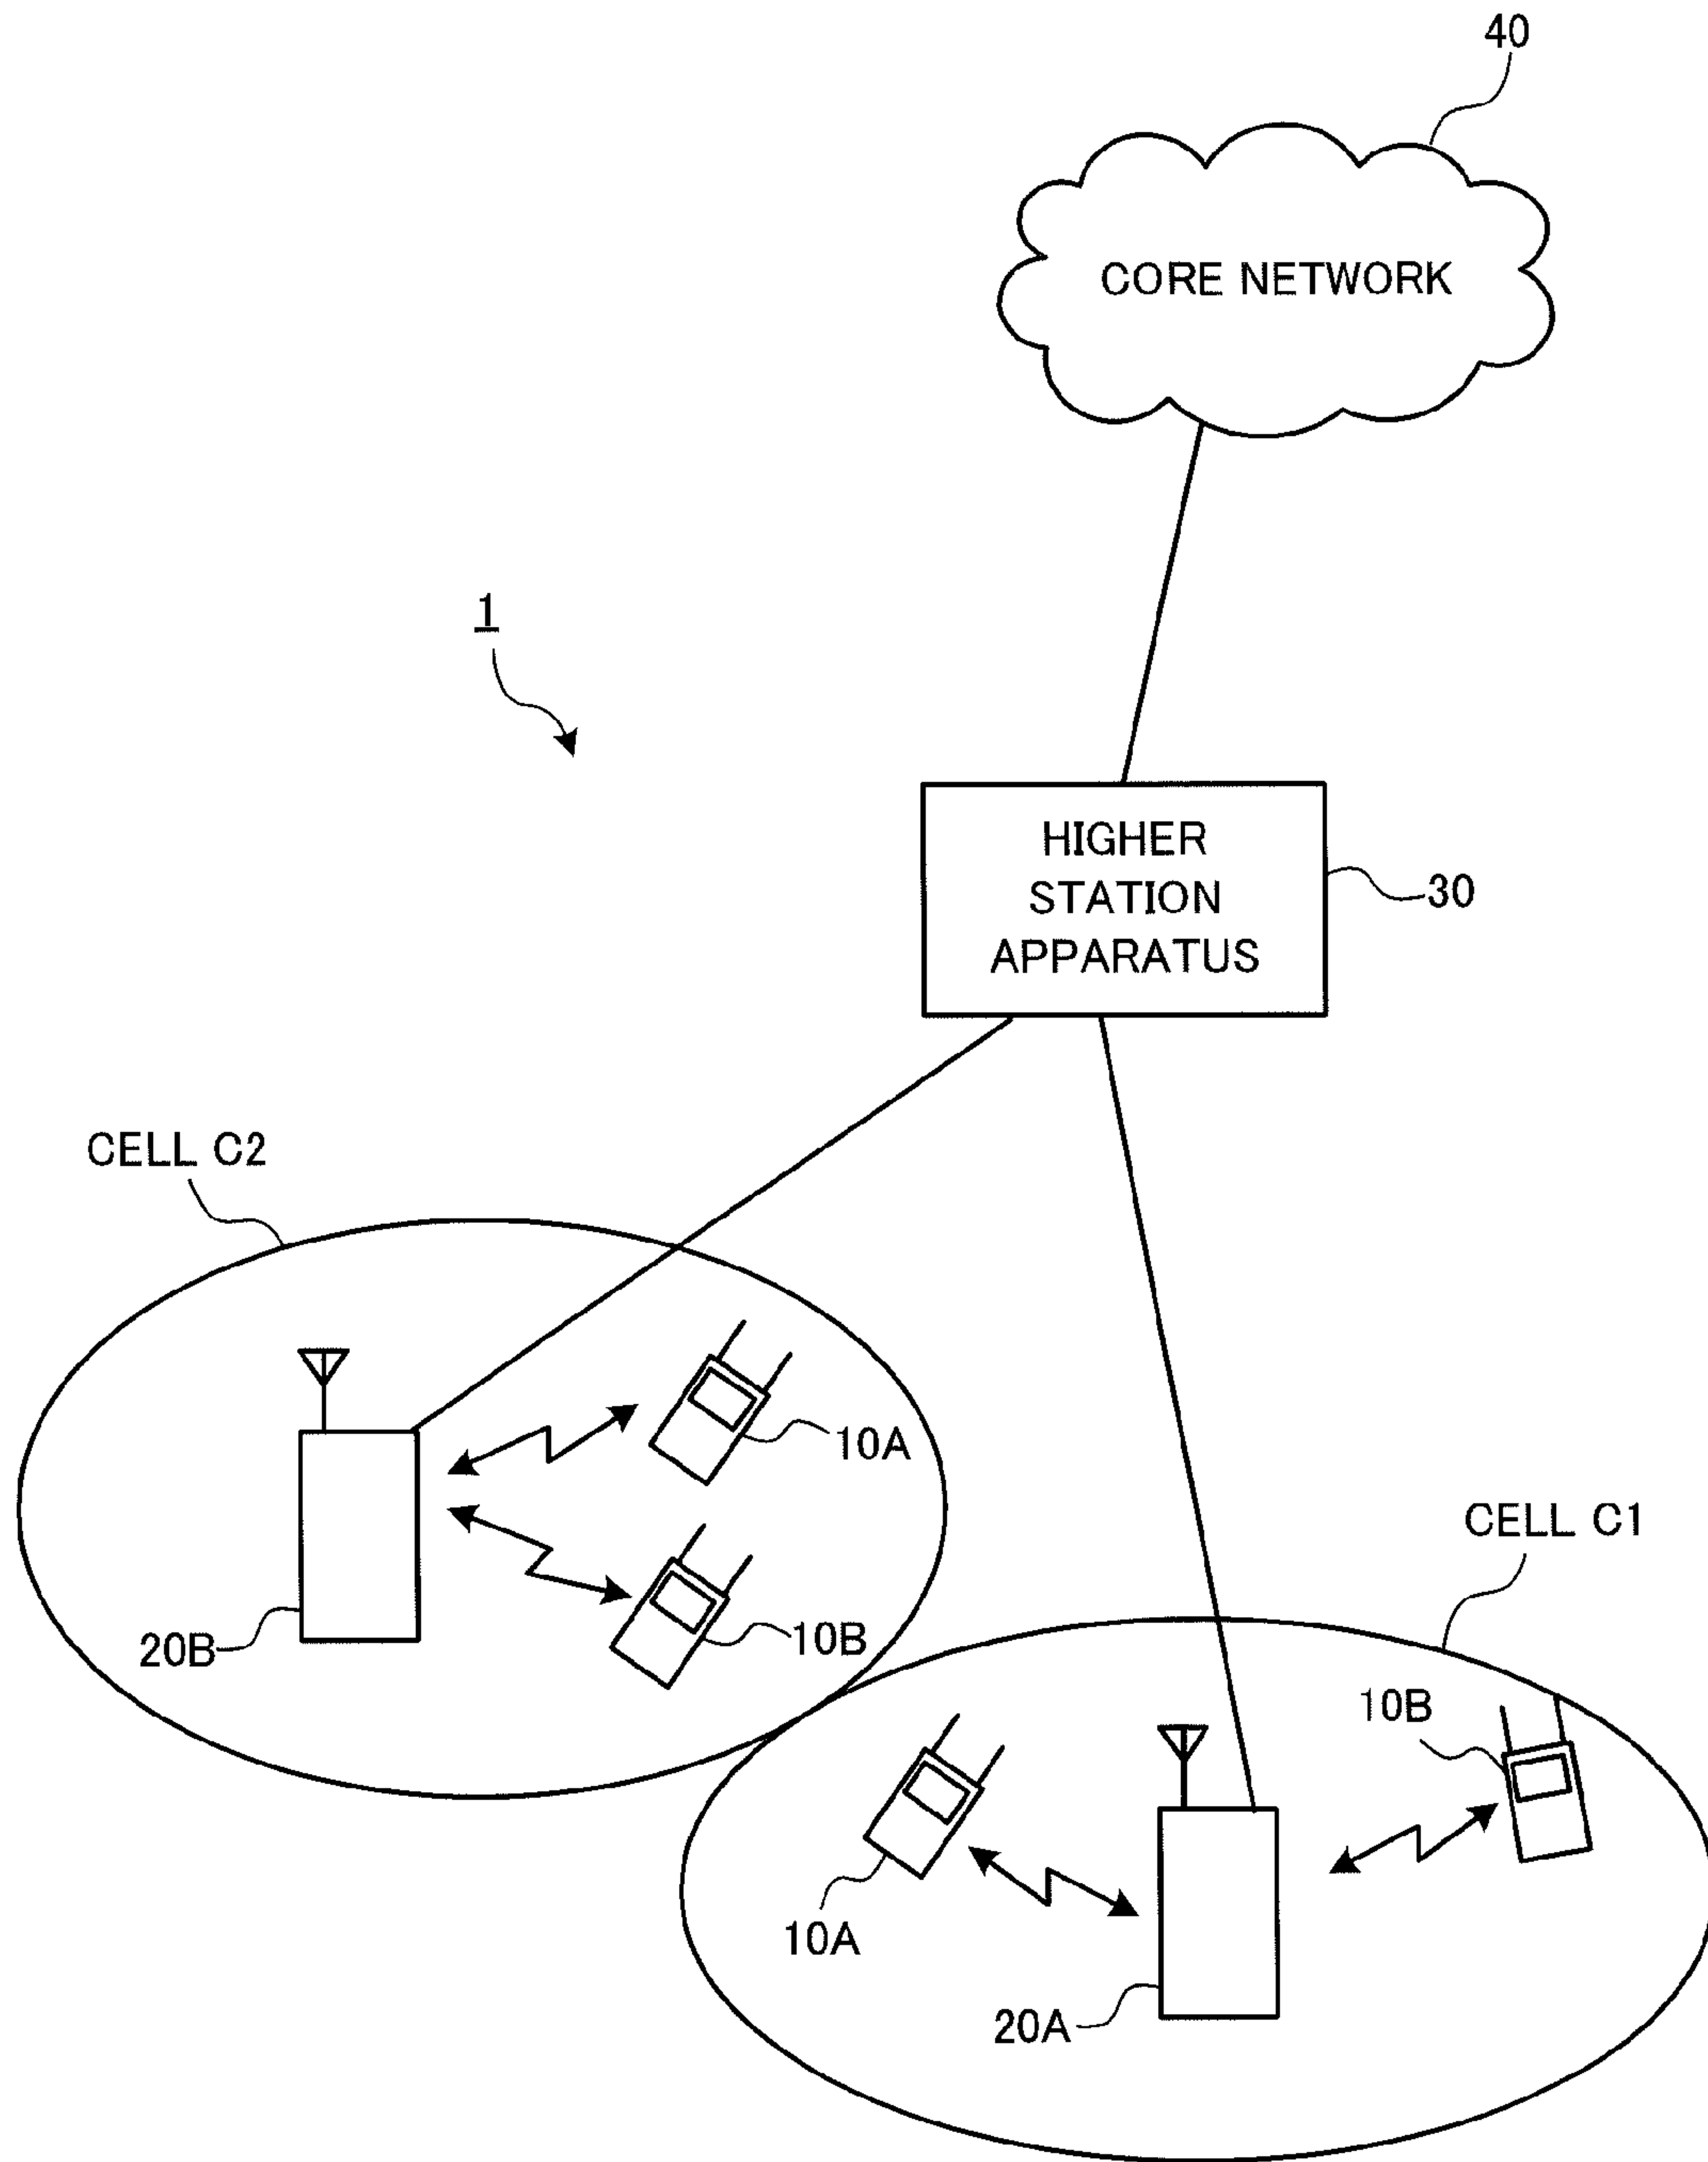 40
CORE NETWORK
1
HIGHER
STATION
APPARATUS
30
CELL C2
10A
CELL C1
10B
20B
10B
10A
20A